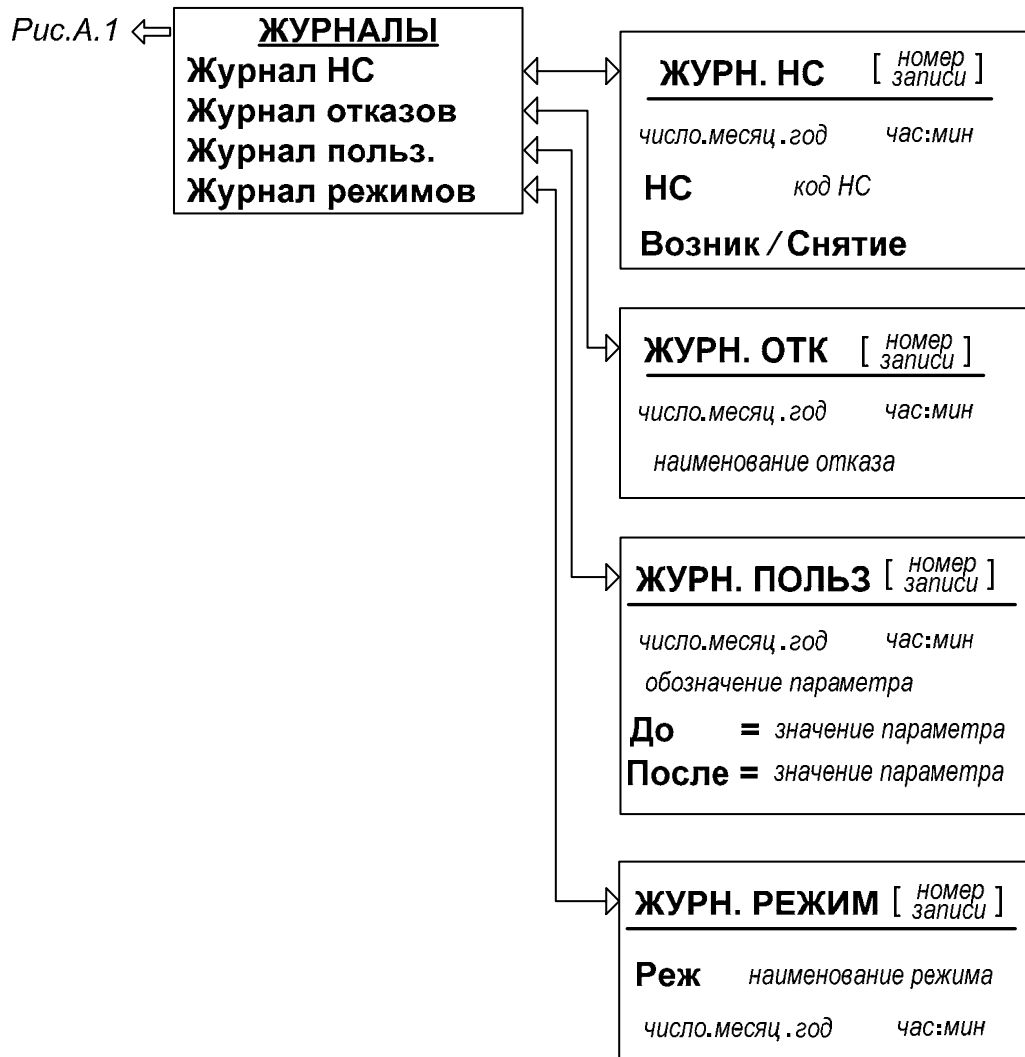 Рис.А.1
ЖУРНАЛЫ
Журнал НС
Журнал отказов
Журнал польз.
Журнал режимов
ЖУРН. НС [ номер записи ]
число.месяц.год час:мин
НС код НС
Возник / Снятие
ЖУРН. ОТК [ номер записи ]
число.месяц.год час:мин
наименование отказа
ЖУРН. ПОЛЬЗ [ номер записи ]
число.месяц.год час:мин
обозначение параметра
До = значение параметра
После = значение параметра
ЖУРН. РЕЖИМ [ номер записи ]
Реж наименование режима
число.месяц.год час:мин